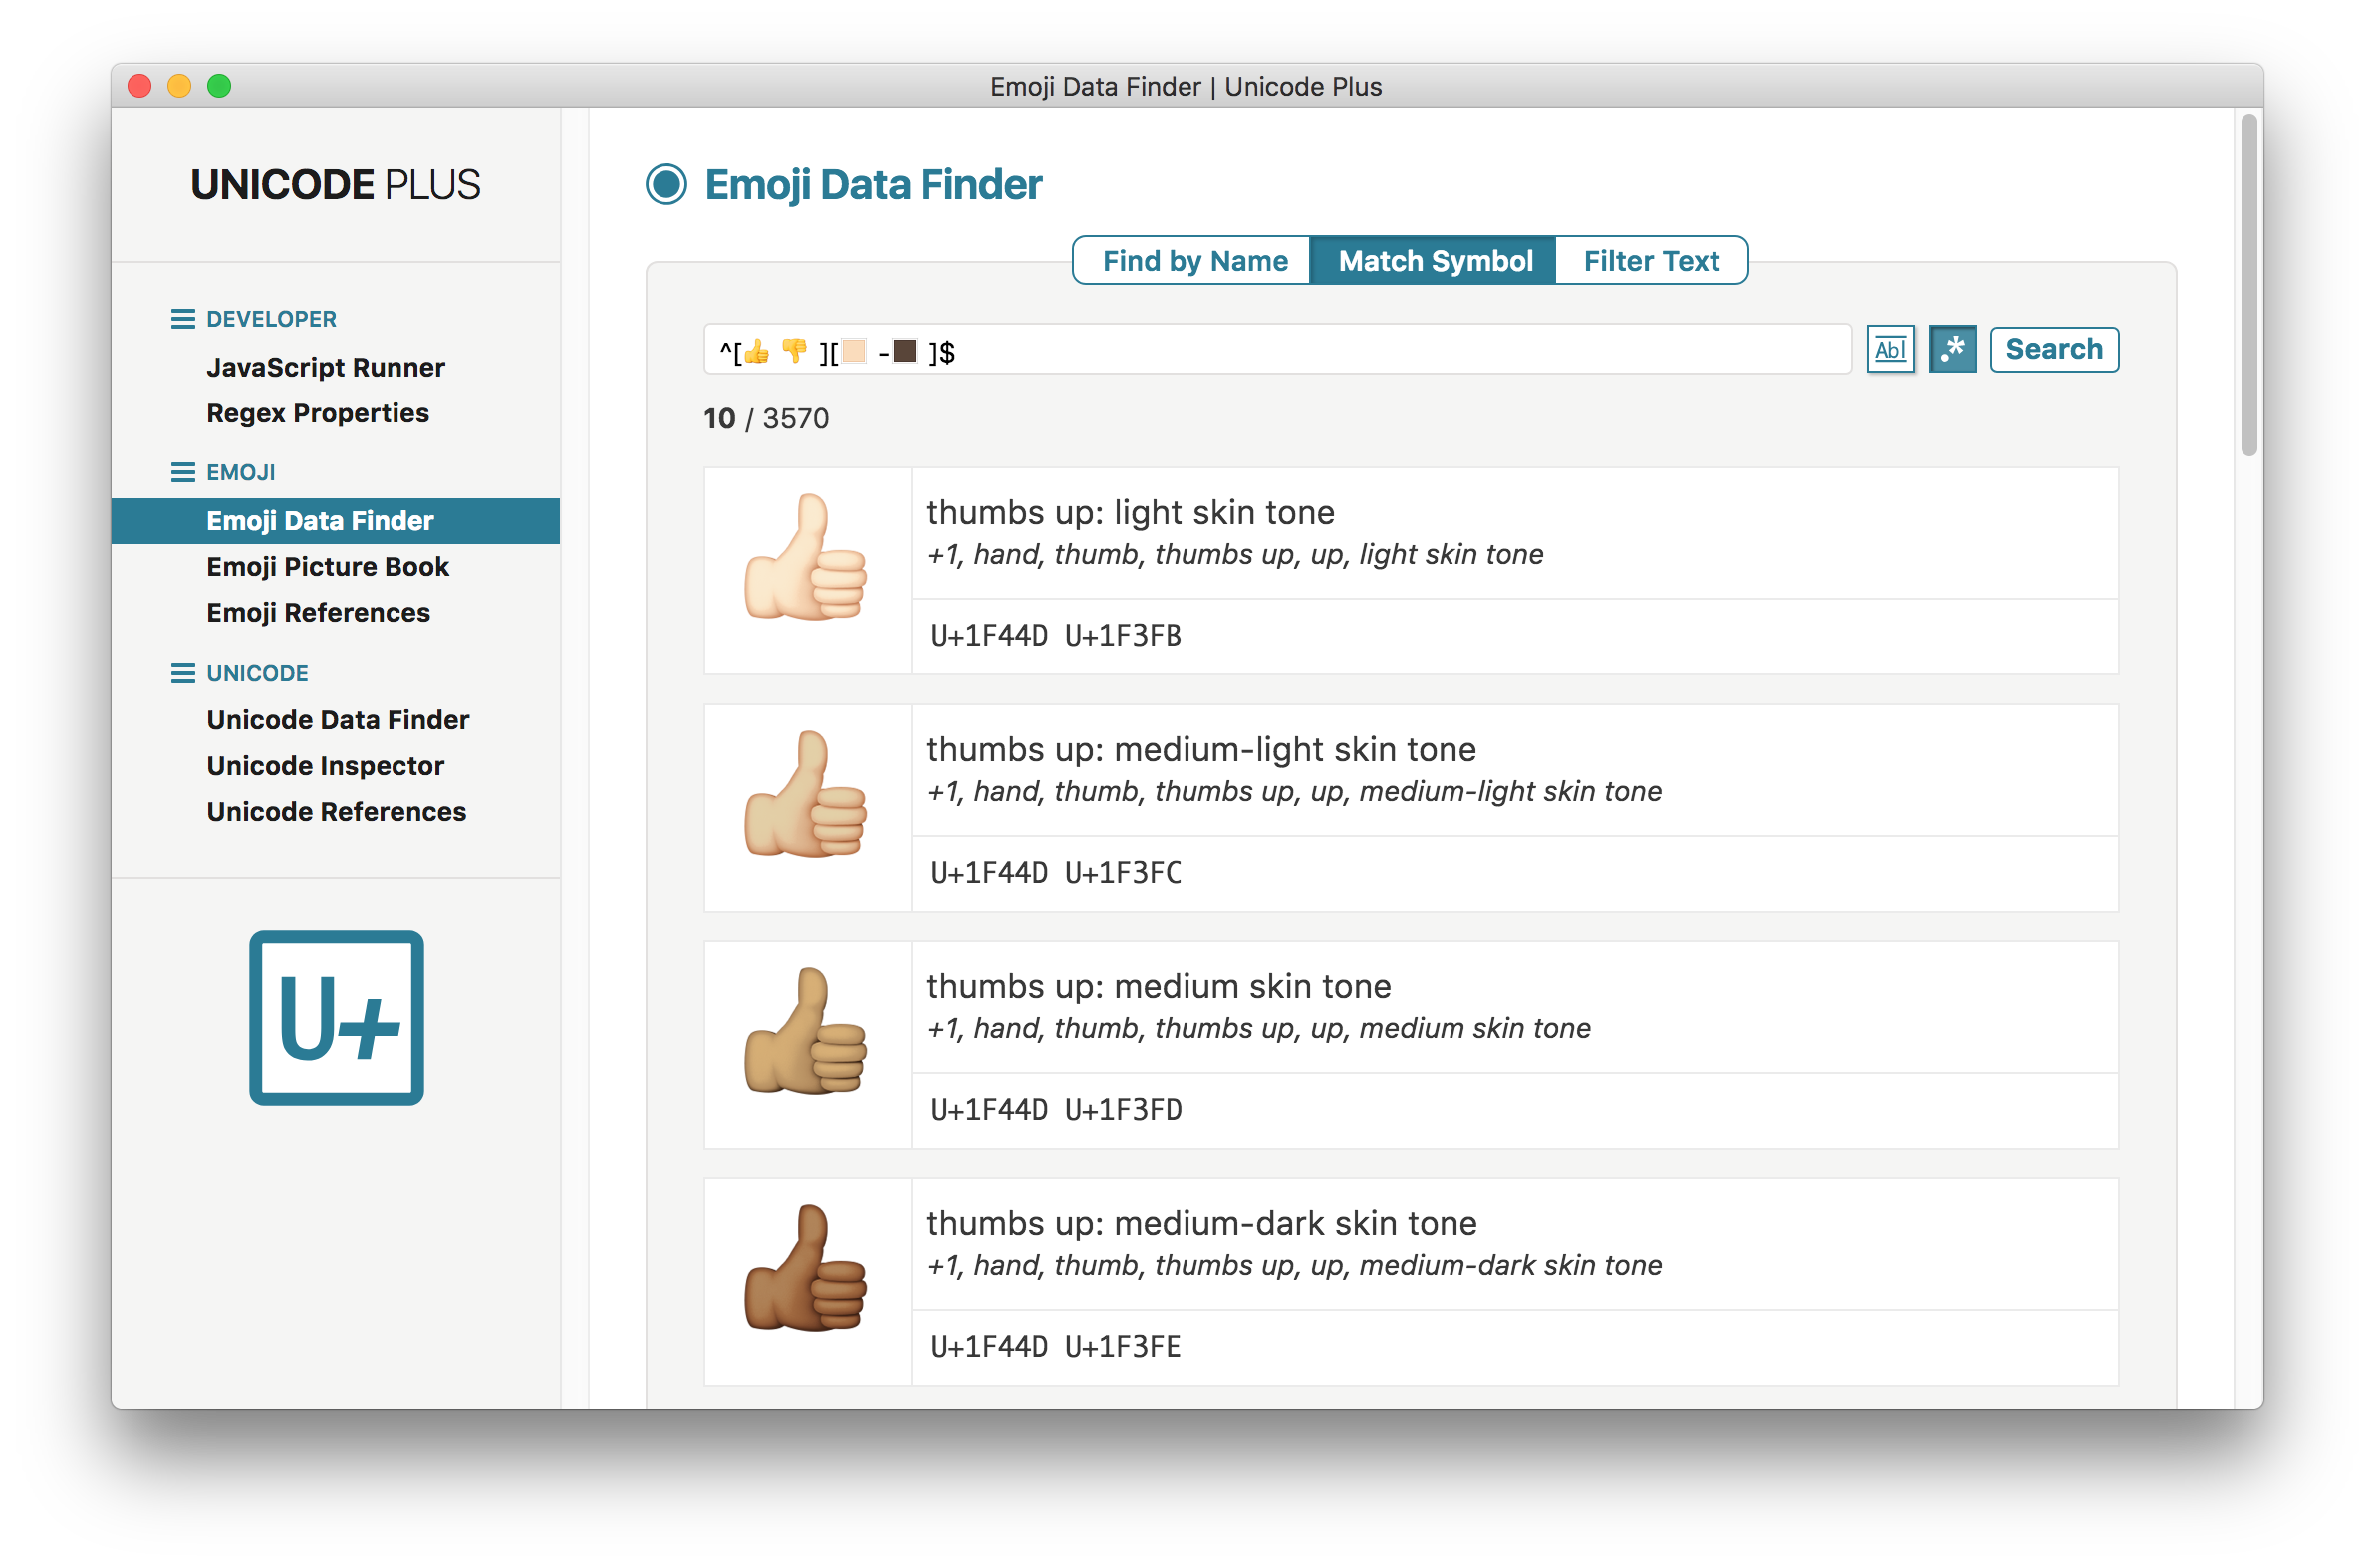 Emoji Data Finder | Unicode Plus
UNICODE PLUS
DEVELOPER
JavaScript Runner
Regex Properties
EMOJI
Emoji Data Finder
Emoji Picture Book
Emoji References
UNICODE
Unicode Data Finder
Unicode Inspector
Unicode References
U+
Emoji Data Finder
Find by Name Match Symbol Filter Text
^[👍👎][🏻-🏿]$ Abl .* Search
10 / 3570
thumbs up: light skin tone
+1, hand, thumb, thumbs up, up, light skin tone
U+1F44D U+1F3FB
thumbs up: medium-light skin tone
+1, hand, thumb, thumbs up, up, medium-light skin tone
U+1F44D U+1F3FC
thumbs up: medium skin tone
+1, hand, thumb, thumbs up, up, medium skin tone
U+1F44D U+1F3FD
thumbs up: medium-dark skin tone
+1, hand, thumb, thumbs up, up, medium-dark skin tone
U+1F44D U+1F3FE